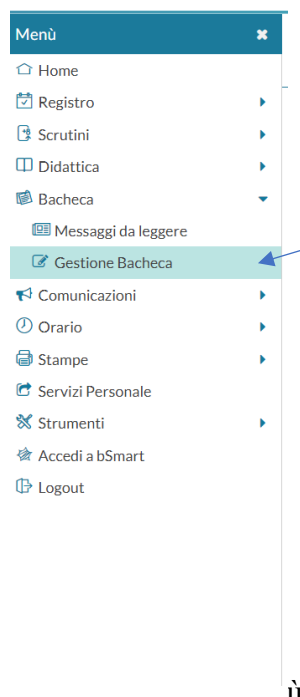 Menù
Home
Registro
Scrutini
Didattica
Bacheca
Messaggi da leggere
Gestione Bacheca
Comunicazioni
Orario
Stampe
Servizi Personale
Strumenti
Accedi a bSmart
Logout
ù